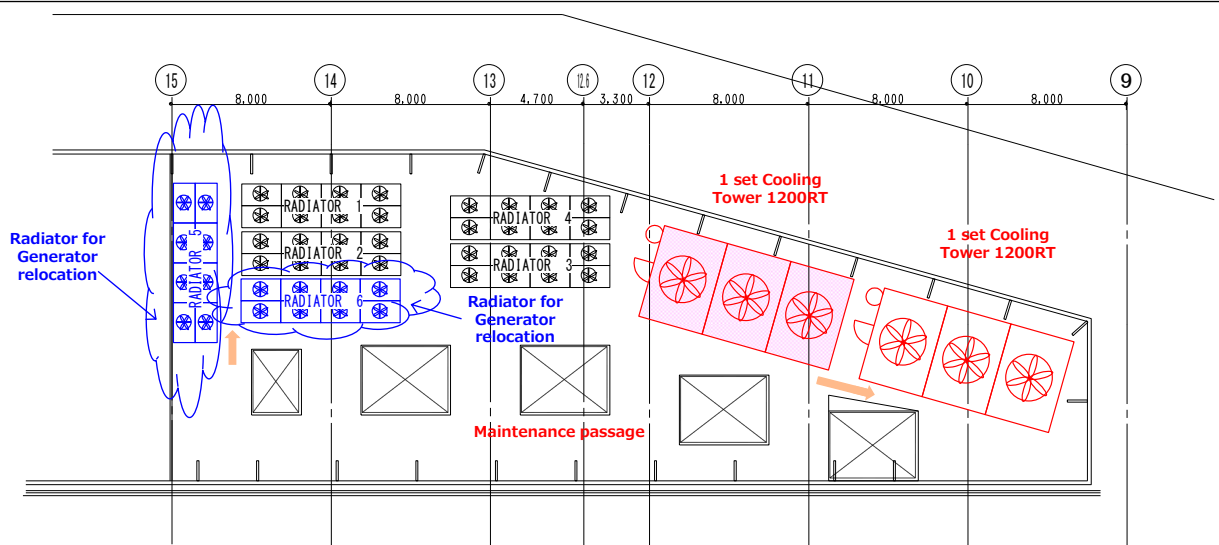 15
14
13
12.6
12
11
10
9
8.000
8.000
4.700
3.300
8.000
8.000
8.000
1 set Cooling
Tower 1200RT
1 set Cooling
Tower 1200RT
Radiator for
Generator
relocation
RADIATOR 5
RADIATOR 1
RADIATOR 2
RADIATOR 6
RADIATOR 4
RADIATOR 3
Radiator for
Generator
relocation
Maintenance passage